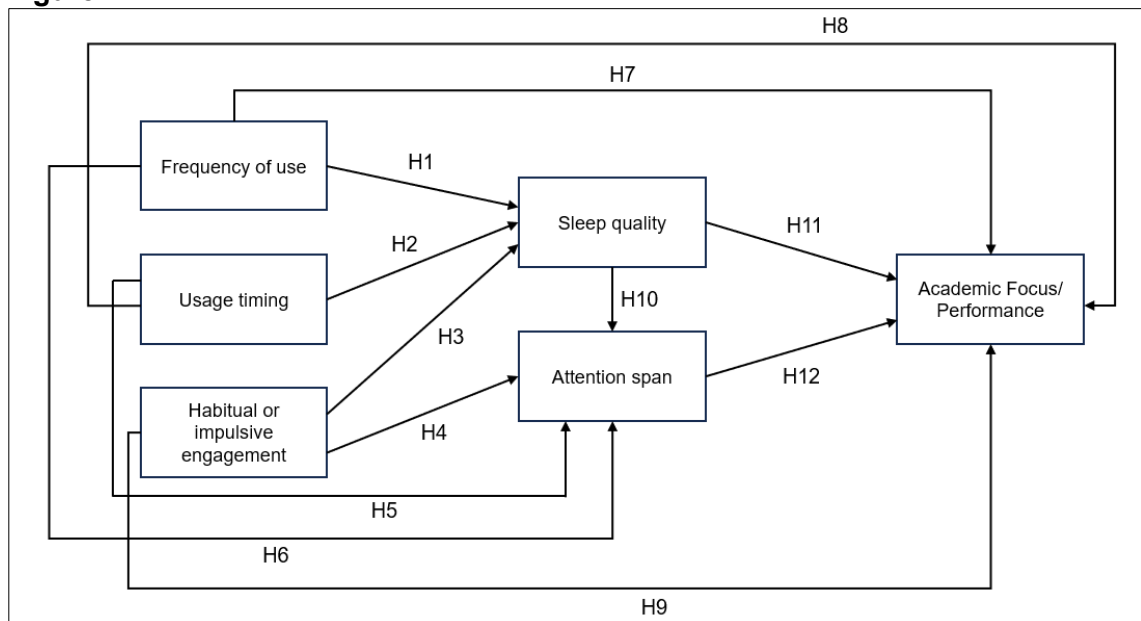 H8
H7
Frequency of use
H1
Sleep quality
H11
H2
Usage timing
Academic Focus/
Performance
H10
H3
Attention span
H12
Habitual or
impulsive
engagement
H4
H5
H6
H9